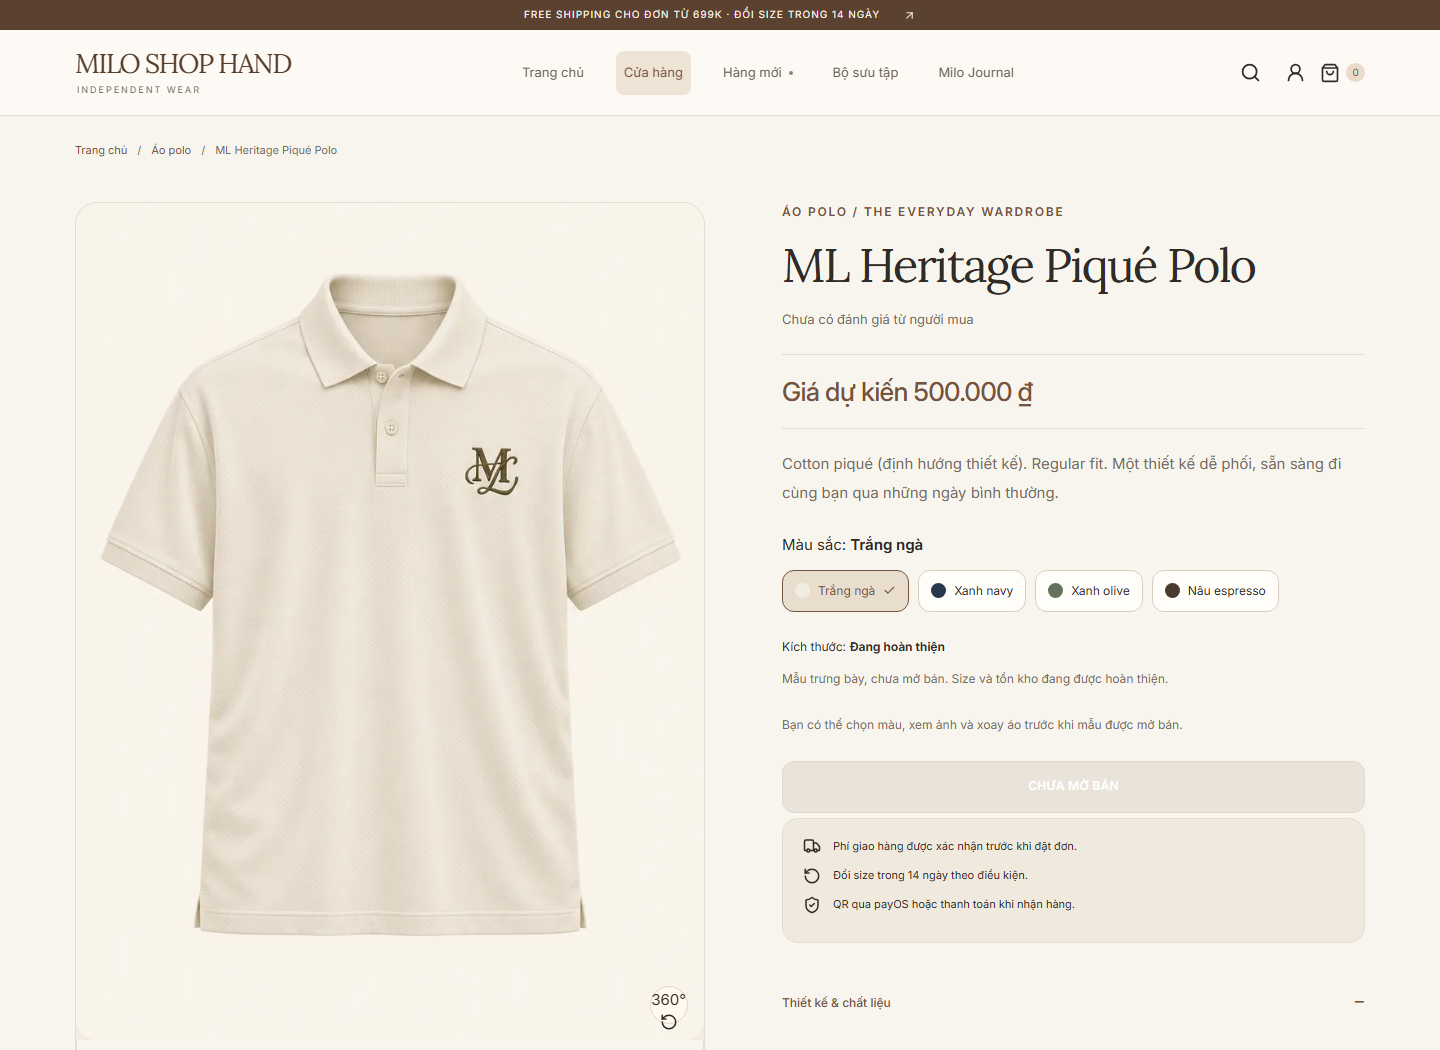 FREE SHIPPING CHO ĐƠN TỪ 699K · ĐỔI SIZE TRONG 14 NGÀY
MILO SHOP HAND
INDEPENDENT WEAR
Trang chủ
Cửa hàng
Hàng mới
Bộ sưu tập
Milo Journal
0
Trang chủ / Áo polo / ML Heritage Piqué Polo
ML
360°
ÁO POLO / THE EVERYDAY WARDROBE
ML Heritage Piqué Polo
Chưa có đánh giá từ người mua
Giá dự kiến 500.000 ₫
Cotton piqué (định hướng thiết kế). Regular fit. Một thiết kế dễ phối, sẵn sàng đi
cùng bạn qua những ngày bình thường.
Màu sắc: Trắng ngà
Trắng ngà
Xanh navy
Xanh olive
Nâu espresso
Kích thước: Đang hoàn thiện
Mẫu trưng bày, chưa mở bán. Size và tồn kho đang được hoàn thiện.
Bạn có thể chọn màu, xem ảnh và xoay áo trước khi mẫu được mở bán.
CHƯA MỞ BÁN
Phí giao hàng được xác nhận trước khi đặt đơn.
Đổi size trong 14 ngày theo điều kiện.
QR qua payOS hoặc thanh toán khi nhận hàng.
Thiết kế & chất liệu